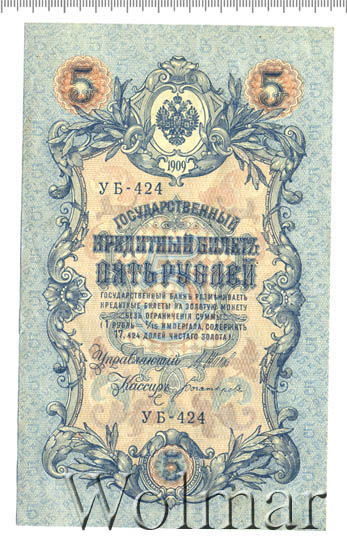 5 5
1909
УБ-424
ГОСУДАРСТВЕННЫЙ
КРЕДИТНЫЙ БИЛЕТЪ
ПЯТЬ РУБЛЕЙ
ГОСУДАРСТВЕННЫЙ БАНКЪ РАЗМѢНИВАЕТЪ
КРЕДИТНЫЕ БИЛЕТЫ НА ЗОЛОТУЮ МОНЕТУ
БЕЗЪ ОГРАНИЧЕНІЯ СУММЫ
(1 РУБЛЬ = 1/15 ИМПЕРІАЛА, СОДЕРЖИТЪ
17,424 ДОЛЕЙ ЧИСТАГО ЗОЛОТА)
Управляющій
Кассиръ
УБ-424
5
Wolmar